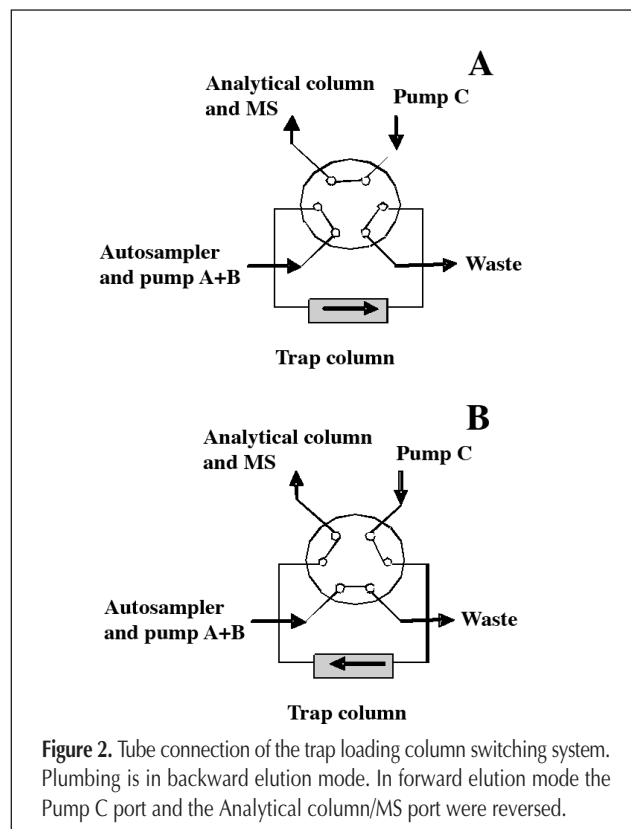 A
Analytical column
and MS
Pump C
Autosampler
and pump A+B
Waste
Trap column
B
Analytical column
and MS
Pump C
Autosampler
and pump A+B
Waste
Trap column
Figure 2. Tube connection of the trap loading column switching system.
Plumbing is in backward elution mode. In forward elution mode the
Pump C port and the Analytical column/MS port were reversed.